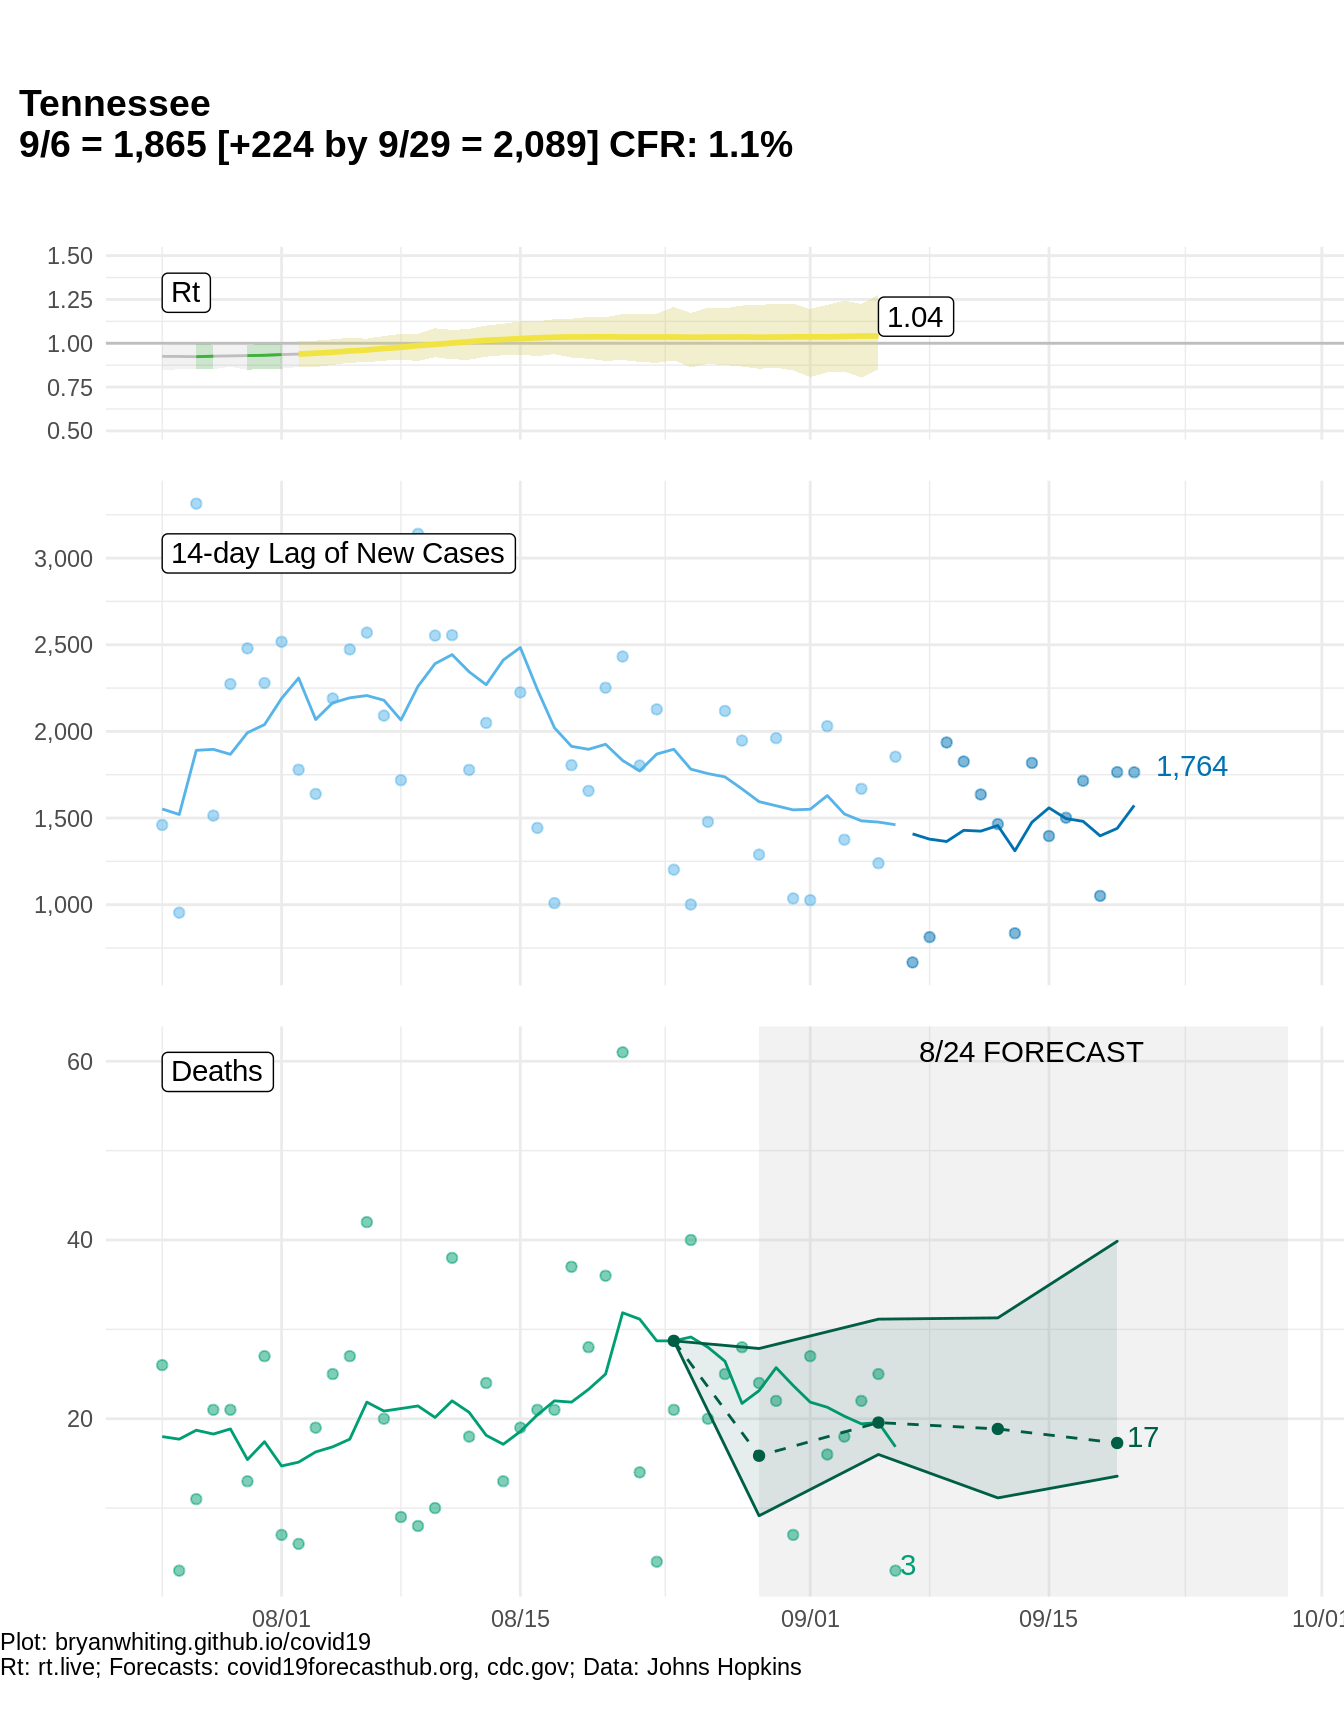 Tennessee
9/6 = 1,865 [+224 by 9/29 = 2,089] CFR: 1.1%
1.50
Rt
1.25
1.04
1.00
0.75
0.50
14-day Lag of New Cases
3,000
2,500
2,000
1,764
1,500
1,000
8/24 FORECAST
60
Deaths
40
20
17
3
08/01 08/15 09/01 09/15 10/01
Plot: bryanwhiting.github.io/covid19
Rt: rt.live; Forecasts: covid19forecasthub.org, cdc.gov; Data: Johns Hopkins